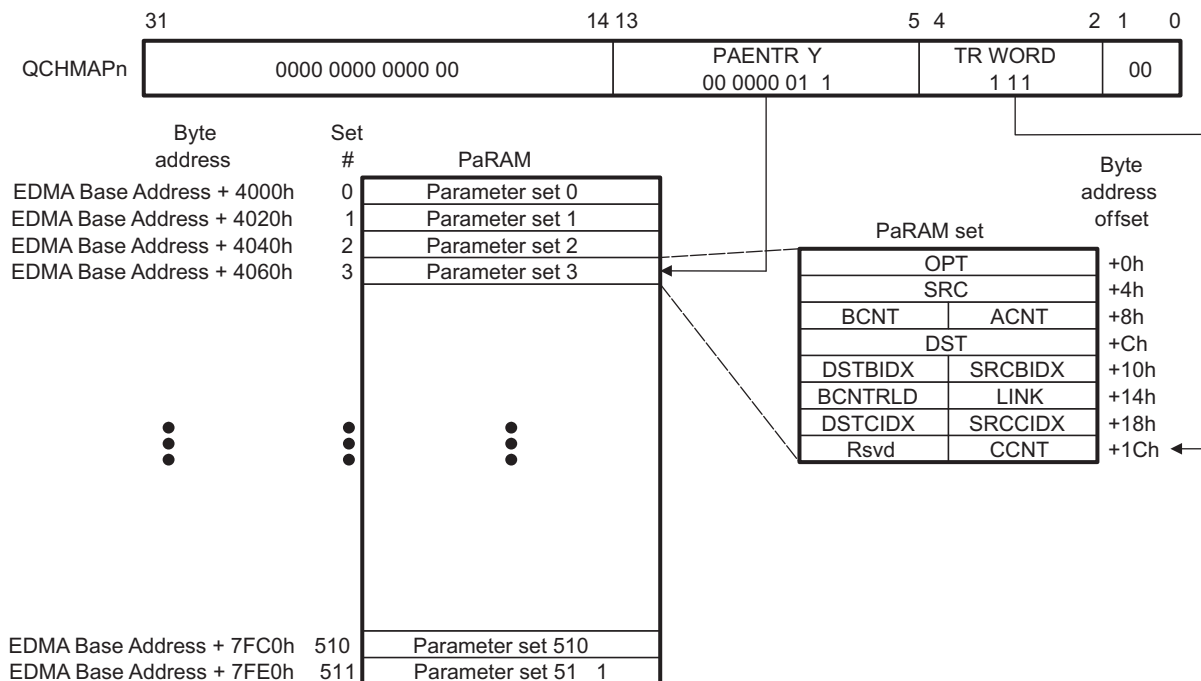 31 14 13 5 4 2 1 0
QCHMAPn 0000 0000 0000 00 PAENTR Y 00 0000 01 1 TR WORD 1 11 00
Byte address
Set #
PaRAM
EDMA Base Address + 4000h 0 Parameter set 0
EDMA Base Address + 4020h 1 Parameter set 1
EDMA Base Address + 4040h 2 Parameter set 2
EDMA Base Address + 4060h 3 Parameter set 3
PaRAM set
Byte address offset
OPT +0h
SRC +4h
BCNT ACNT +8h
DST +Ch
DSTBIDX SRCBIDX +10h
BCNTRLD LINK +14h
DSTCIDX SRCCIDX +18h
Rsvd CCNT +1Ch
EDMA Base Address + 7FC0h 510 Parameter set 510
EDMA Base Address + 7FE0h 511 Parameter set 51 1